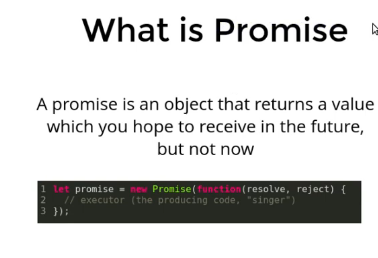 What is Promise
A promise is an object that returns a value
which you hope to receive in the future,
but not now
1 let promise = new Promise(function(resolve, reject) {
2   // executor (the producing code, "singer")
3 });